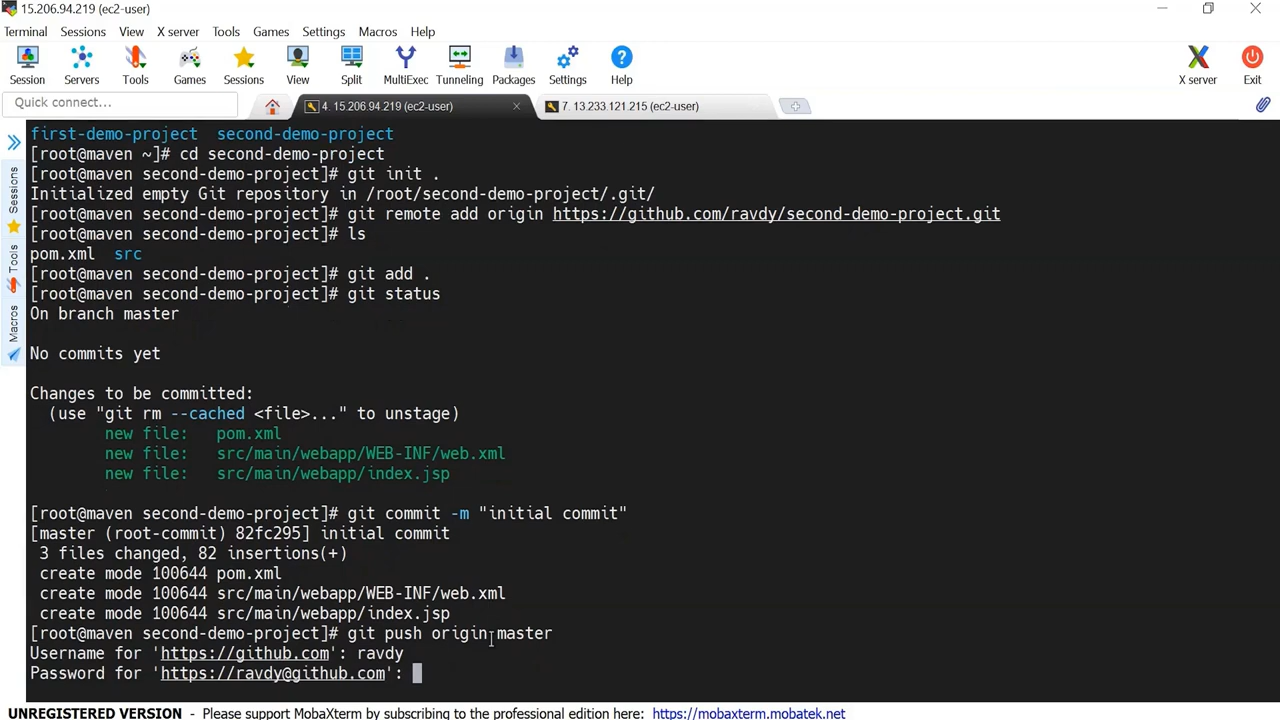 15.206.94.219 (ec2-user)
Terminal Sessions View X server Tools Games Settings Macros Help
Session Servers Tools Games Sessions View Split MultiExec Tunneling Packages Settings Help X server Exit
Quick connect... 4. 15.206.94.219 (ec2-user) 7. 13.233.121.215 (ec2-user)
Sessions
Tools
Macros
first-demo-project  second-demo-project
[root@maven ~]# cd second-demo-project
[root@maven second-demo-project]# git init .
Initialized empty Git repository in /root/second-demo-project/.git/
[root@maven second-demo-project]# git remote add origin https://github.com/ravdy/second-demo-project.git
[root@maven second-demo-project]# ls
pom.xml  src
[root@maven second-demo-project]# git add .
[root@maven second-demo-project]# git status
On branch master
No commits yet
Changes to be committed:
(use "git rm --cached <file>..." to unstage)
new file:   pom.xml
new file:   src/main/webapp/WEB-INF/web.xml
new file:   src/main/webapp/index.jsp
[root@maven second-demo-project]# git commit -m "initial commit"
[master (root-commit) 82fc295] initial commit
3 files changed, 82 insertions(+)
create mode 100644 pom.xml
create mode 100644 src/main/webapp/WEB-INF/web.xml
create mode 100644 src/main/webapp/index.jsp
[root@maven second-demo-project]# git push origin master
Username for 'https://github.com': ravdy
Password for 'https://ravdy@github.com':
UNREGISTERED VERSION - Please support MobaXterm by subscribing to the professional edition here: https://mobaxterm.mobatek.net